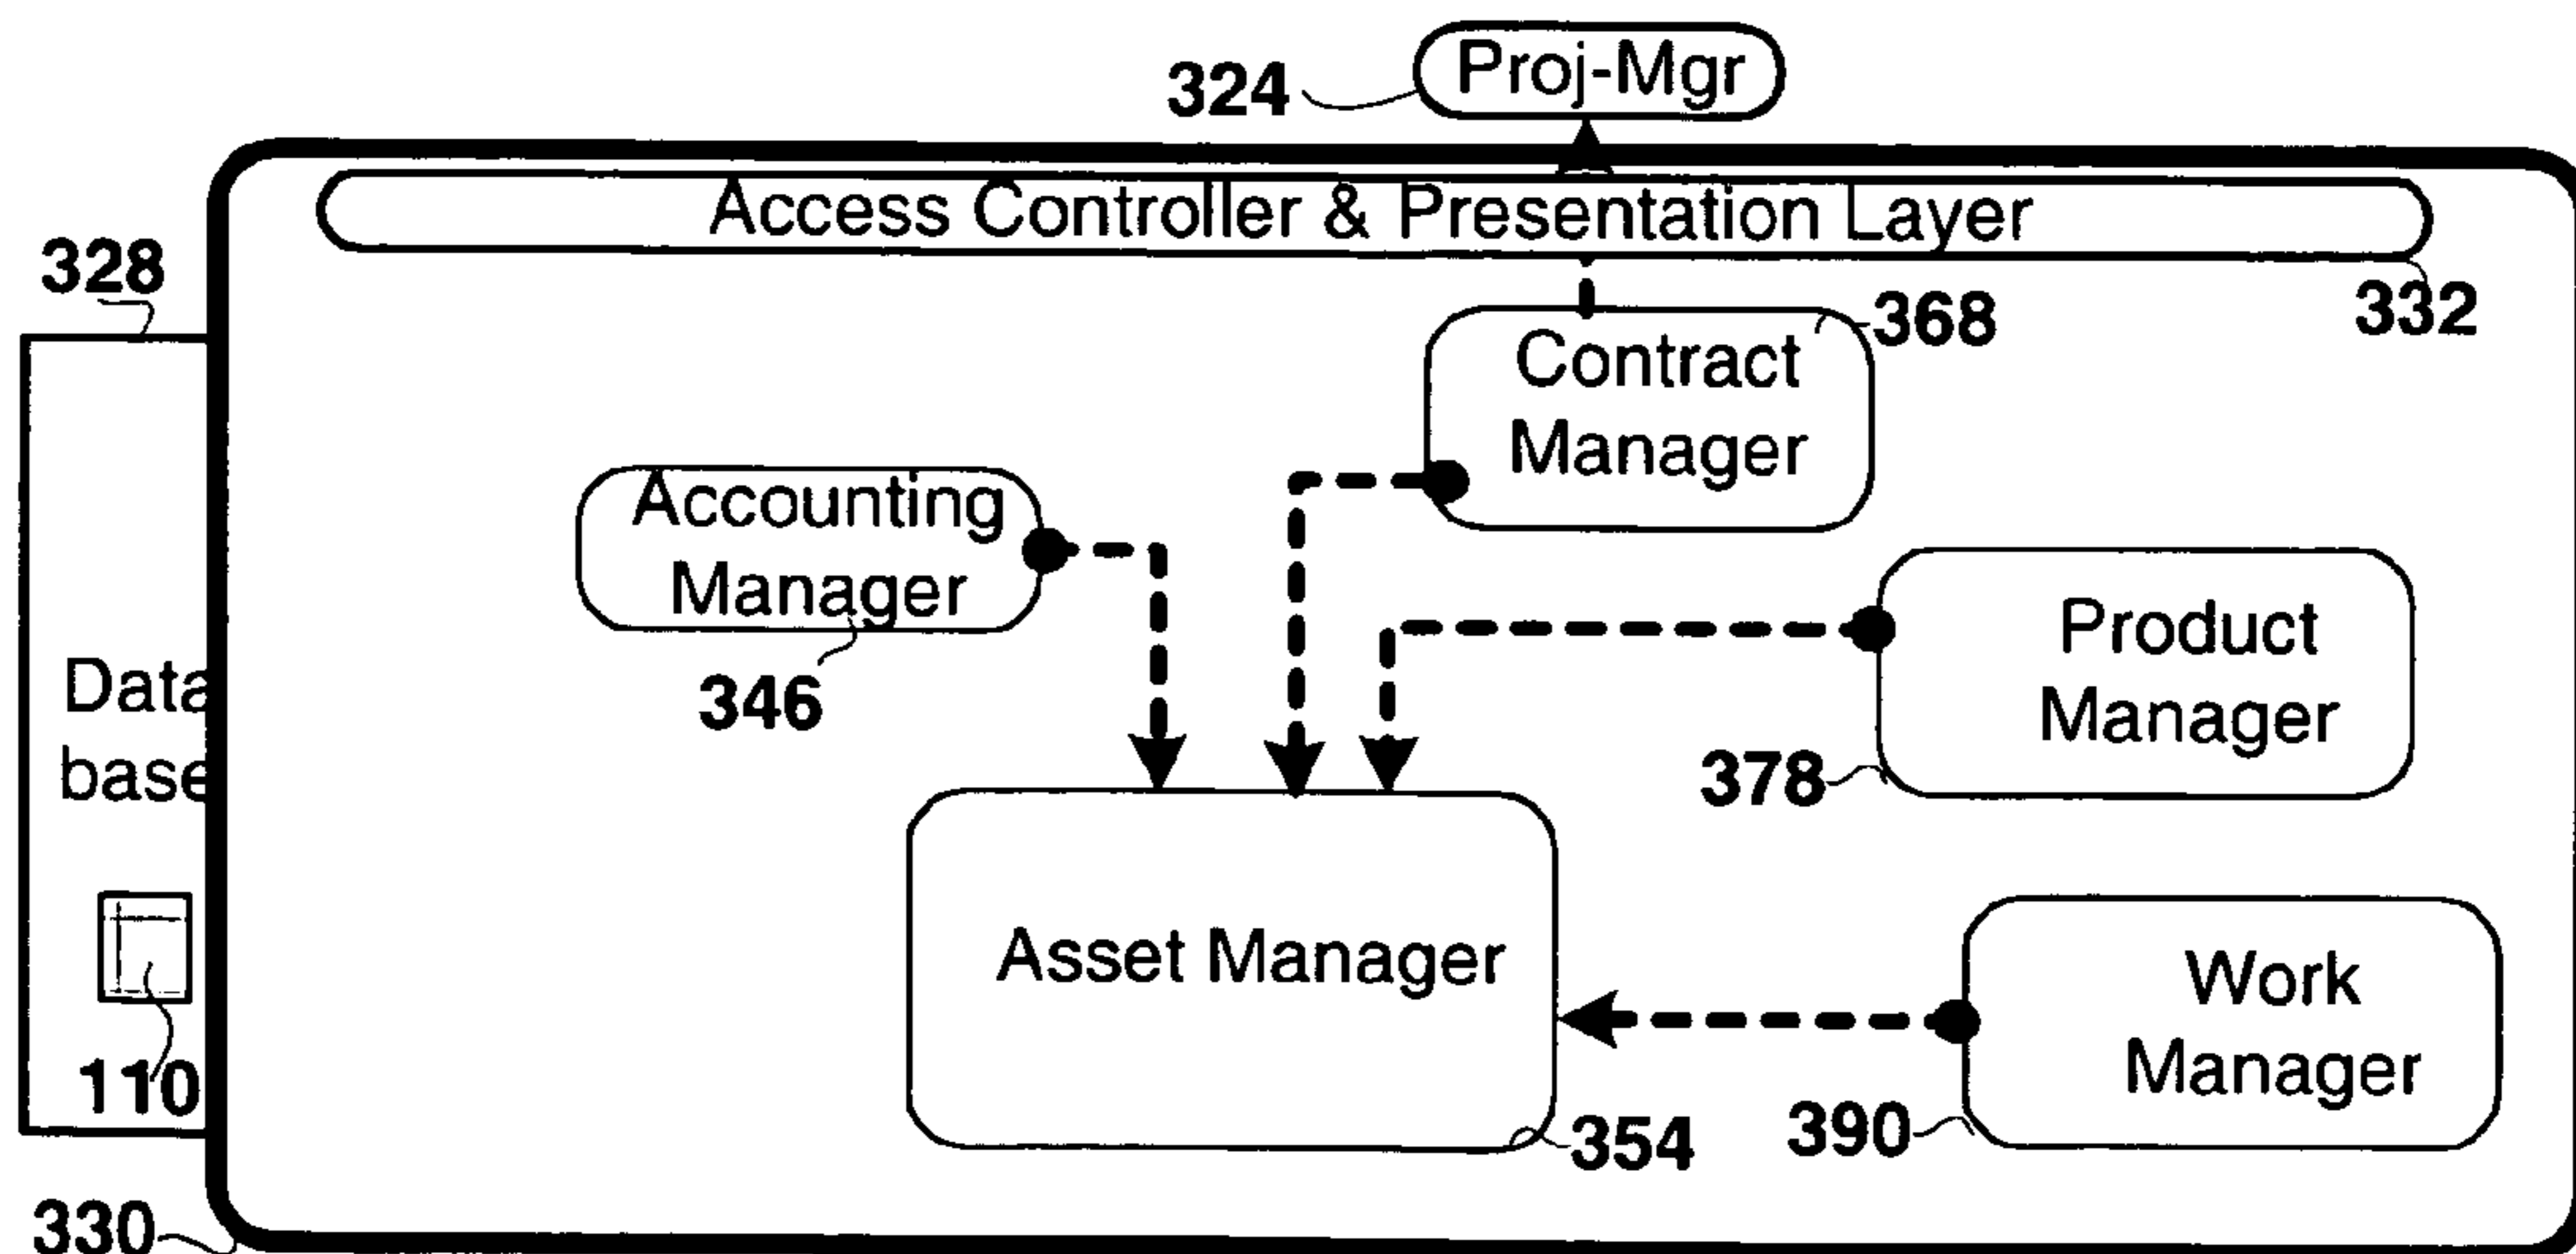 324
Proj-Mgr
Access Controller & Presentation Layer
328
332
368
Contract
Manager
Accounting
Manager
346
Product
Manager
378
Data
base
110
Asset Manager
354
Work
Manager
390
330